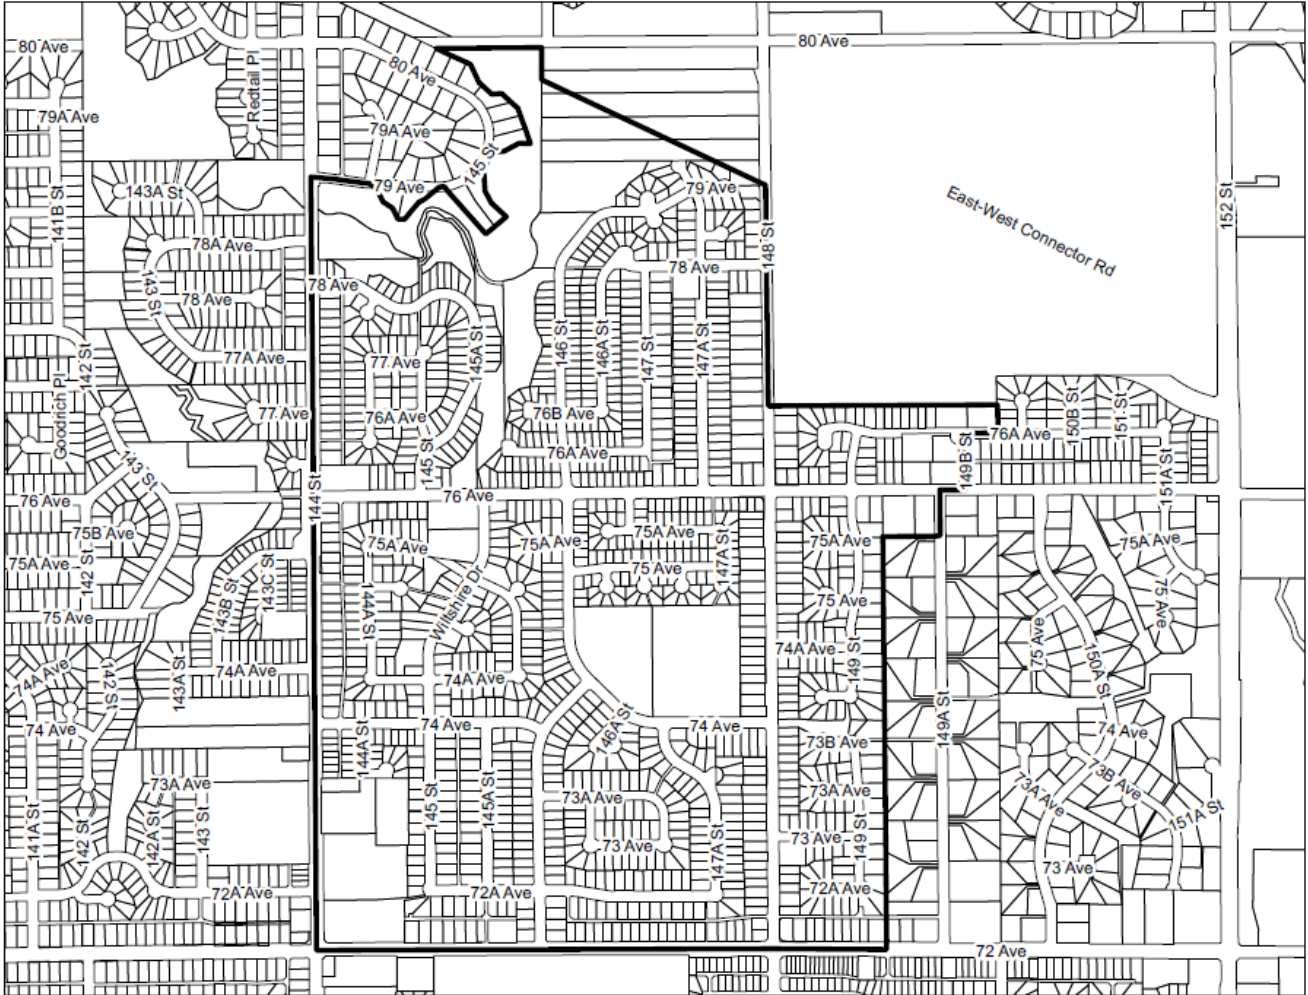 80 Ave
80 Ave
Redtail Pl
80 Ave
79A Ave
79A Ave
145 St
79 Ave
79 Ave
143A St
141B St
East-West Connector Rd
152 St
78A Ave
148 St
78 Ave
78 Ave
143 St
78 Ave
77A Ave
142 St
77 Ave
145A St
146 St
146A St
147 St
147A St
Goodrich Pl
77 Ave
76A Ave
76B Ave
150B St
151 St
76A Ave
145 St
76A Ave
149B St
151A St
143 St
76 Ave
144 St
76 Ave
75B Ave
75A Ave
75A Ave
75A Ave
147A St
75A Ave
75A Ave
75A Ave
142 St
143B St
143C St
75 Ave
75 Ave
75 Ave
75 Ave
144A St
Wiltshire Dr
75 Ave
74A Ave
149 St
150A St
74A Ave
142 St
143A St
74A Ave
74A Ave
149A St
74 Ave
144A St
74 Ave
146A St
74 Ave
73B Ave
74 Ave
73A Ave
73A Ave
73A Ave
73A Ave
73B Ave
151A St
141A St
142 St
142A St
143 St
145 St
145A St
73 Ave
147A St
73 Ave
149 St
73 Ave
72A Ave
72A Ave
72A Ave
72 Ave